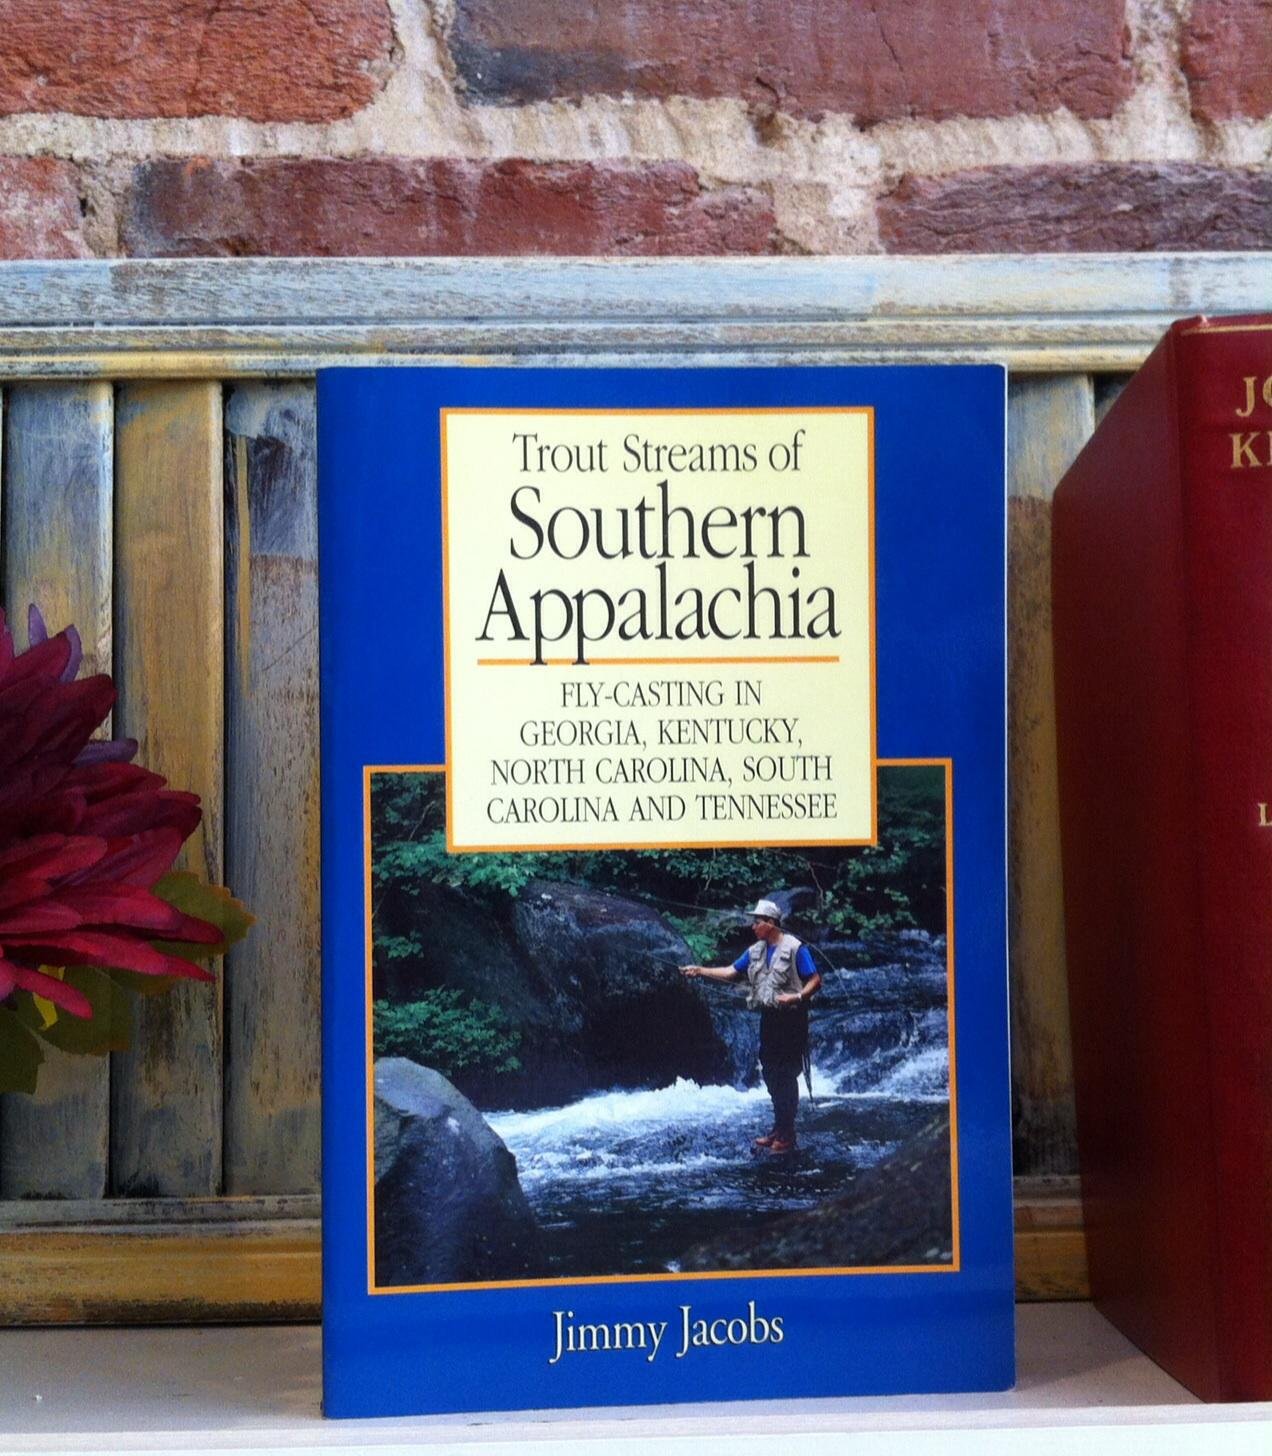 Trout Streams of
Southern
Appalachia
FLY-CASTING IN
GEORGIA, KENTUCKY,
NORTH CAROLINA, SOUTH
CAROLINA AND TENNESSEE
Jimmy Jacobs